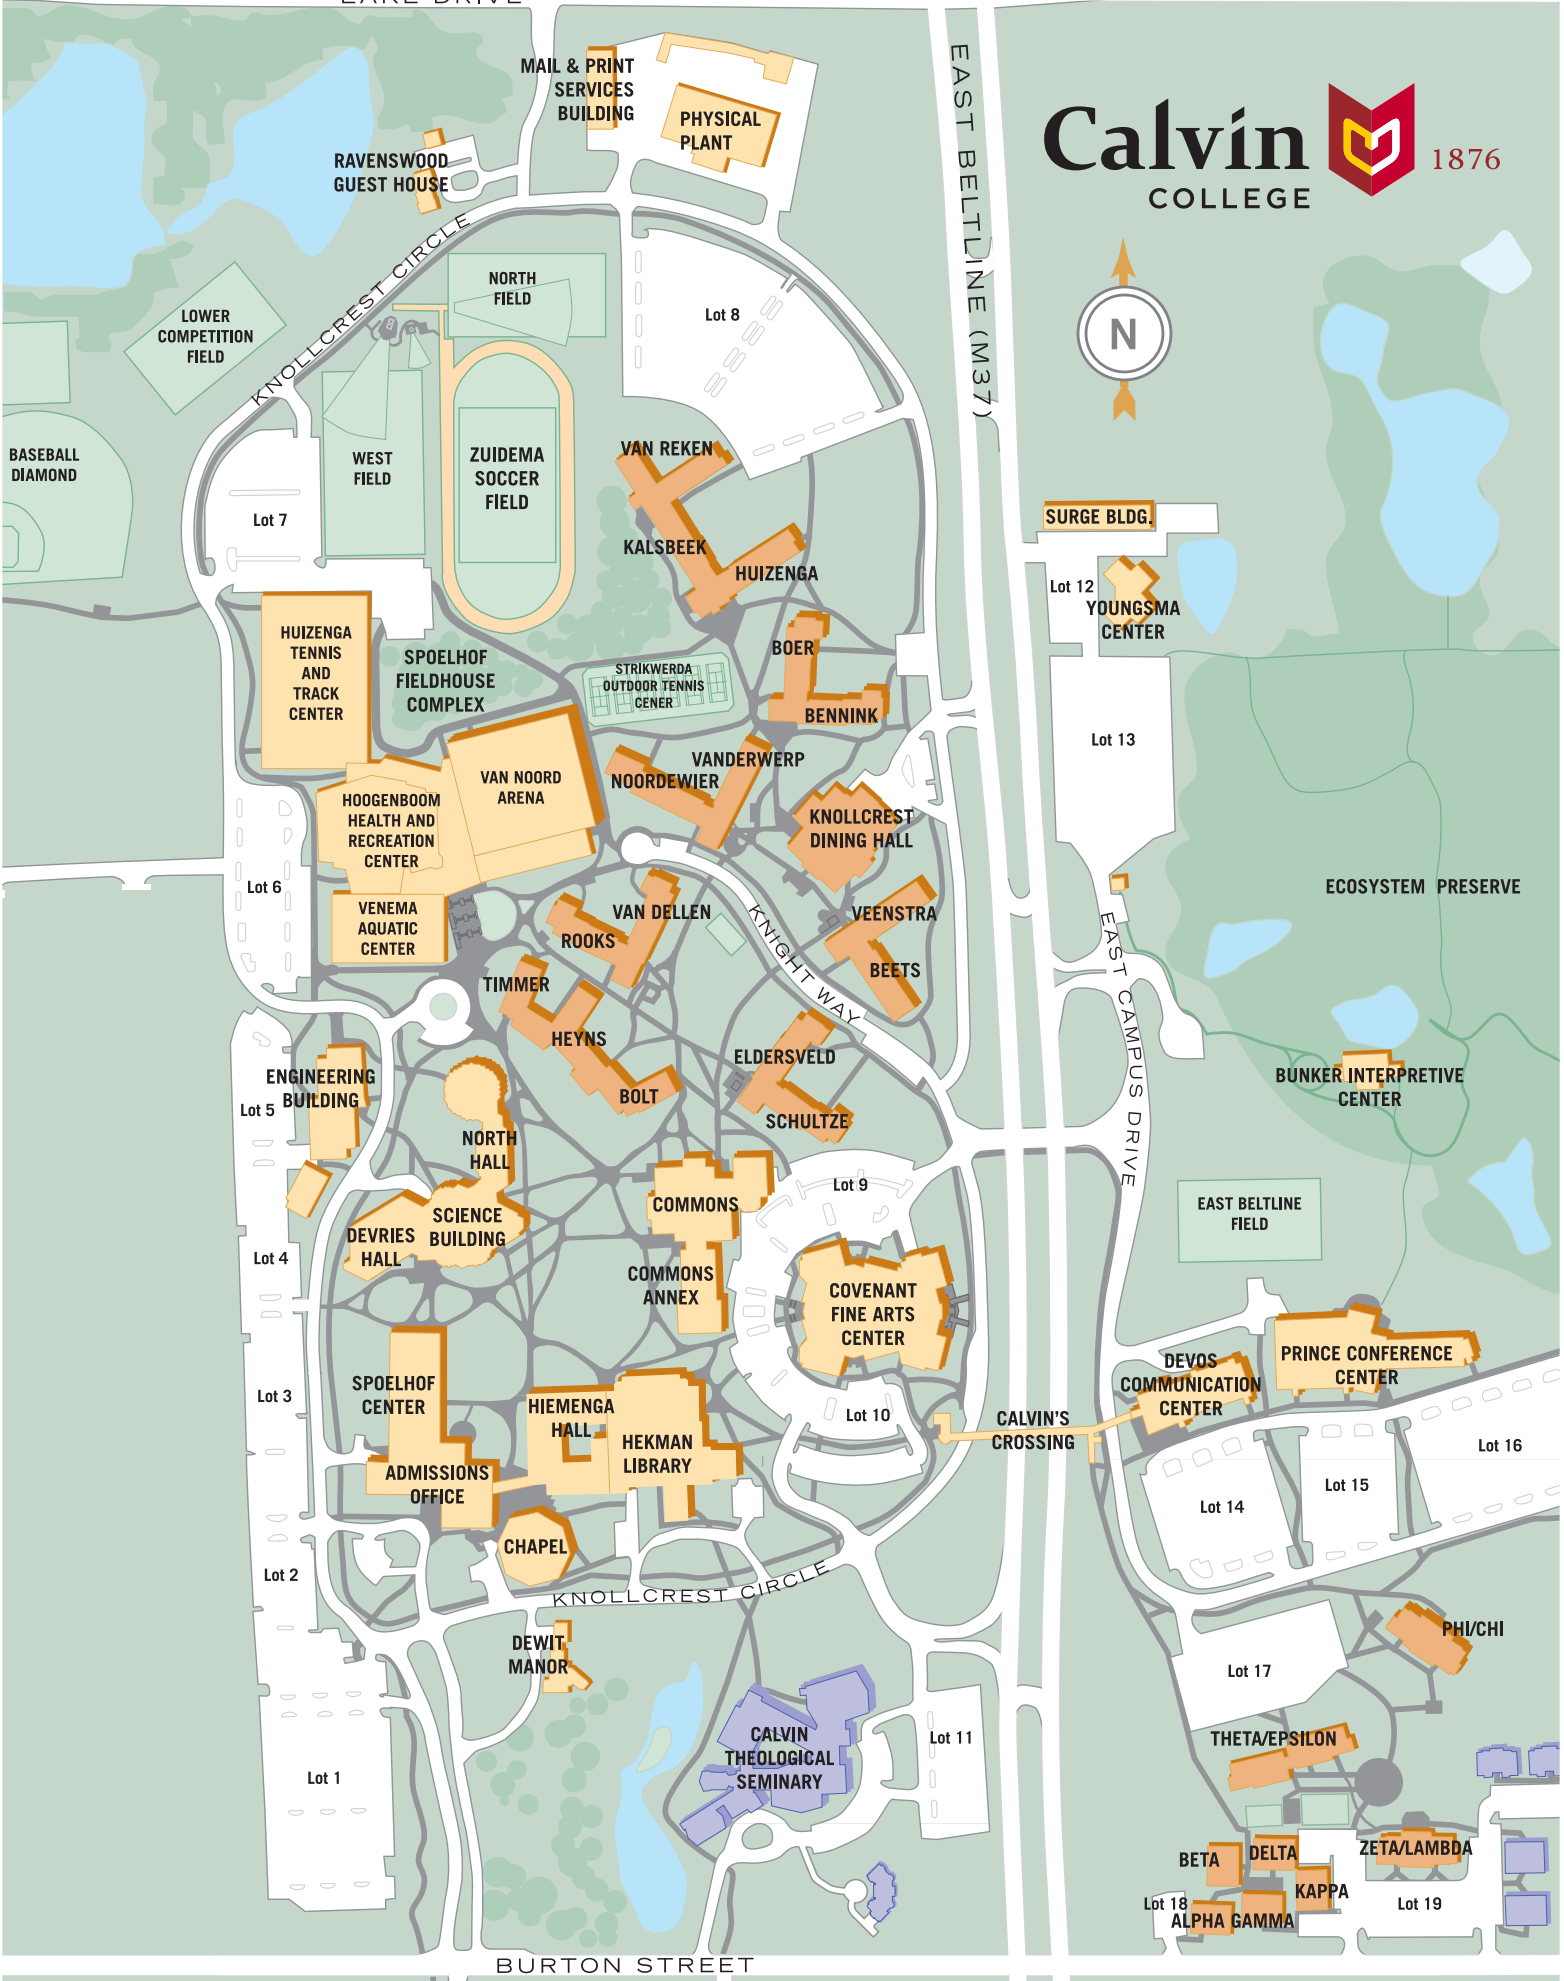 LAKE DRIVE
MAIL & PRINT
SERVICES
BUILDING
PHYSICAL
PLANT
EAST BELTLINE (M37)
Calvin
COLLEGE
1876
RAVENSWOOD
GUEST HOUSE
KNOLLCREST CIRCLE
NORTH
FIELD
LOWER
COMPETITION
FIELD
Lot 8
N
BASEBALL
DIAMOND
WEST
FIELD
ZUIDEMA
SOCCER
FIELD
VAN REKEN
Lot 7
KALSBEEK
HUIZENGA
SURGE BLDG.
Lot 12
YOUNGSMA
CENTER
HUIZENGA
TENNIS
AND
TRACK
CENTER
SPOELHOF
FIELDHOUSE
COMPLEX
STRIKWERDA
OUTDOOR TENNIS
CENER
BOER
BENNINK
Lot 13
VAN NOORD
ARENA
NOORDEWIER
VANDERWERP
HOOGENBOOM
HEALTH AND
RECREATION
CENTER
KNOLLCREST
DINING HALL
Lot 6
ECOSYSTEM PRESERVE
VENEMA
AQUATIC
CENTER
ROOKS
VAN DELLEN
KNIGHT WAY
VEENSTRA
BEETS
EAST CAMPUS DRIVE
TIMMER
HEYNS
BOLT
ELDERSVELD
SCHULTZE
ENGINEERING
BUILDING
Lot 5
BUNKER INTERPRETIVE
CENTER
NORTH
HALL
COMMONS
Lot 9
EAST BELTLINE
FIELD
SCIENCE
BUILDING
DEVRIES
HALL
Lot 4
COMMONS
ANNEX
COVENANT
FINE ARTS
CENTER
PRINCE CONFERENCE
CENTER
DEVOS
COMMUNICATION
CENTER
Lot 3
SPOELHOF
CENTER
HIEMENGA
HALL
HEKMAN
LIBRARY
Lot 10
CALVIN'S
CROSSING
Lot 16
ADMISSIONS
OFFICE
Lot 15
Lot 14
CHAPEL
Lot 2
KNOLLCREST CIRCLE
DEWIT
MANOR
PHI/CHI
Lot 17
CALVIN
THEOLOGICAL
SEMINARY
Lot 11
THETA/EPSILON
Lot 1
BETA
DELTA
ZETA/LAMBDA
KAPPA
Lot 18
ALPHA
GAMMA
Lot 19
BURTON STREET